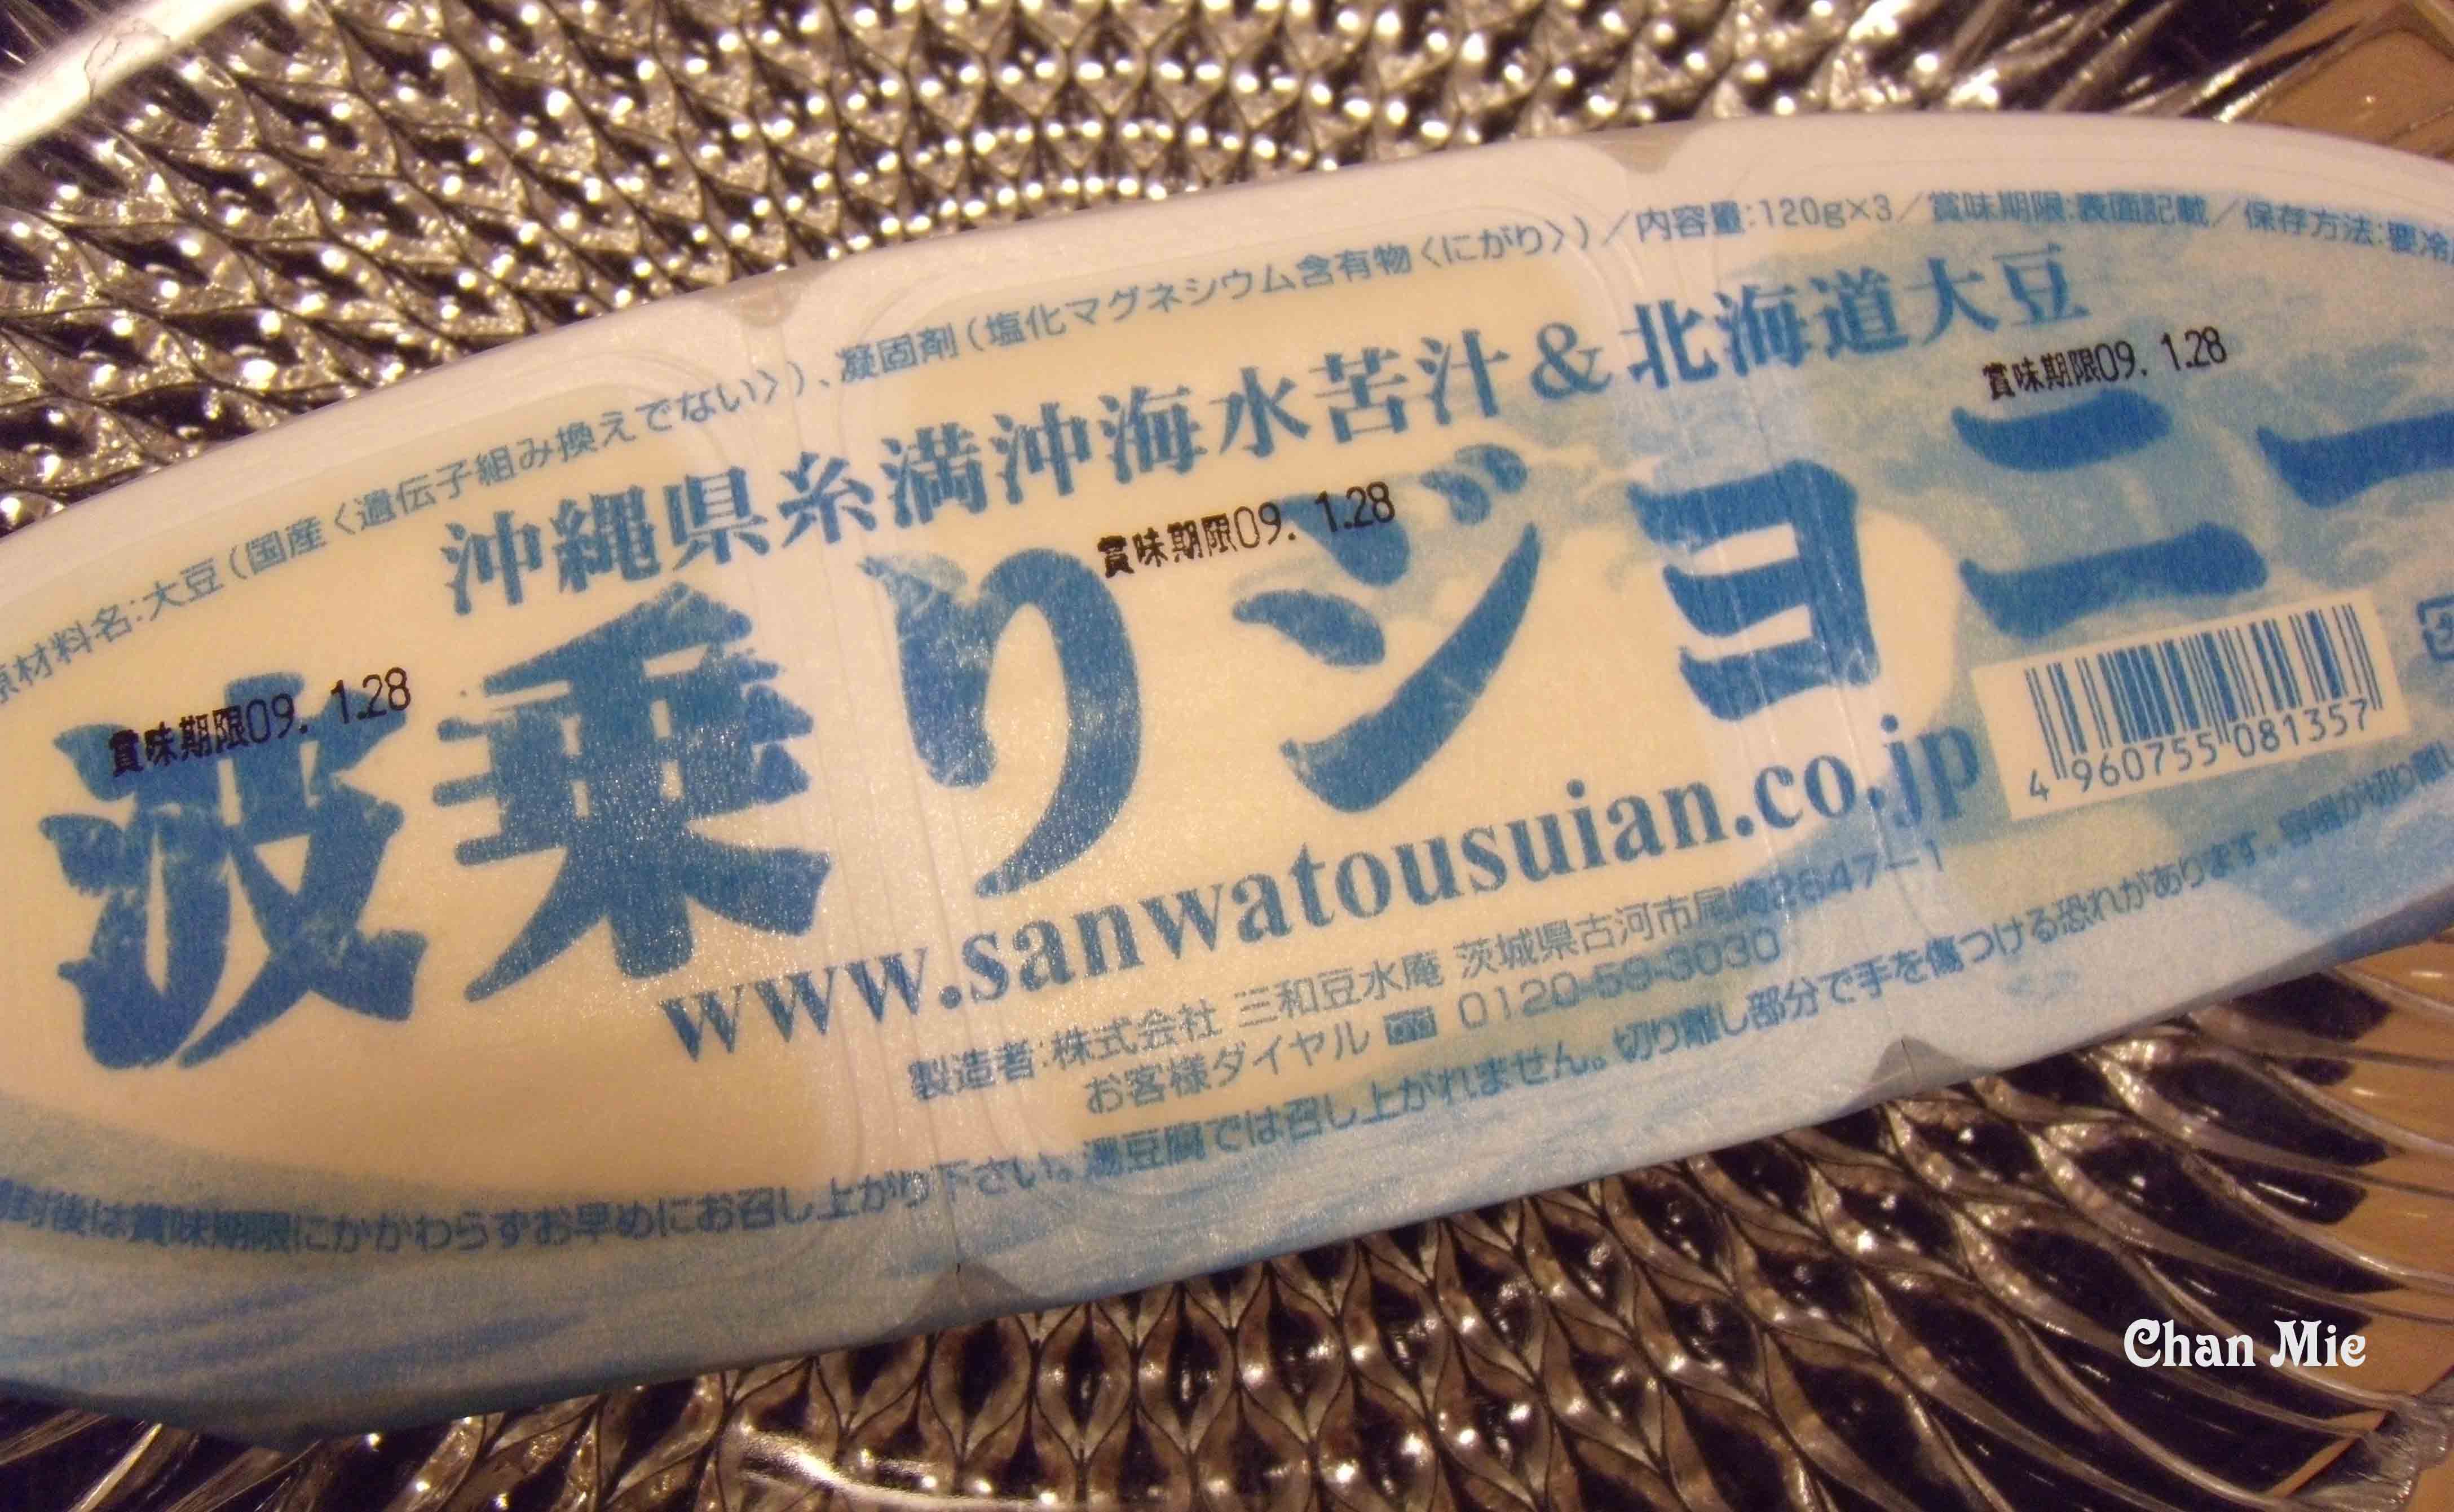 原材料名:大豆(国産〈遺伝子組み換えでない〉)、凝固剤(塩化マグネシウム含有物〈にがり〉)/内容量:120g×3/賞味期限:表面記載/保存方法:要冷
沖縄県糸満沖海水苦汁&北海道大豆
賞味期限09. 1.28
賞味期限09. 1.28
賞味期限09. 1.28
波乗りジョニー
www.sanwatousuian.co.jp
4 960755 081357
製造者:株式会社 三和豆水庵 茨城県古河市尾崎2647-1
お客様ダイヤル 0120-59-3030
封後は賞味期限にかかわらずお早めにお召し上がり下さい。湯豆腐では召し上がれません。切り離し部分で手を傷つける恐れがあります。
Chan Mie